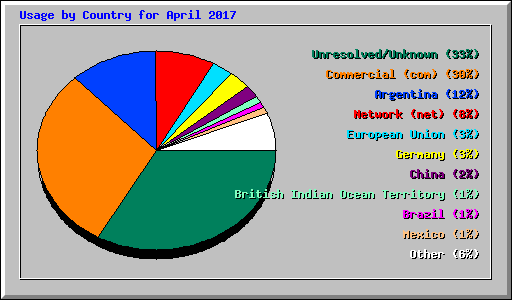 Usage by Country for April 2017
Unresolved/Unknown (33%)
Commercial (com) (30%)
Argentina (12%)
Network (net) (8%)
European Union (3%)
Germany (3%)
China (2%)
British Indian Ocean Territory (1%)
Brazil (1%)
Mexico (1%)
Other (6%)